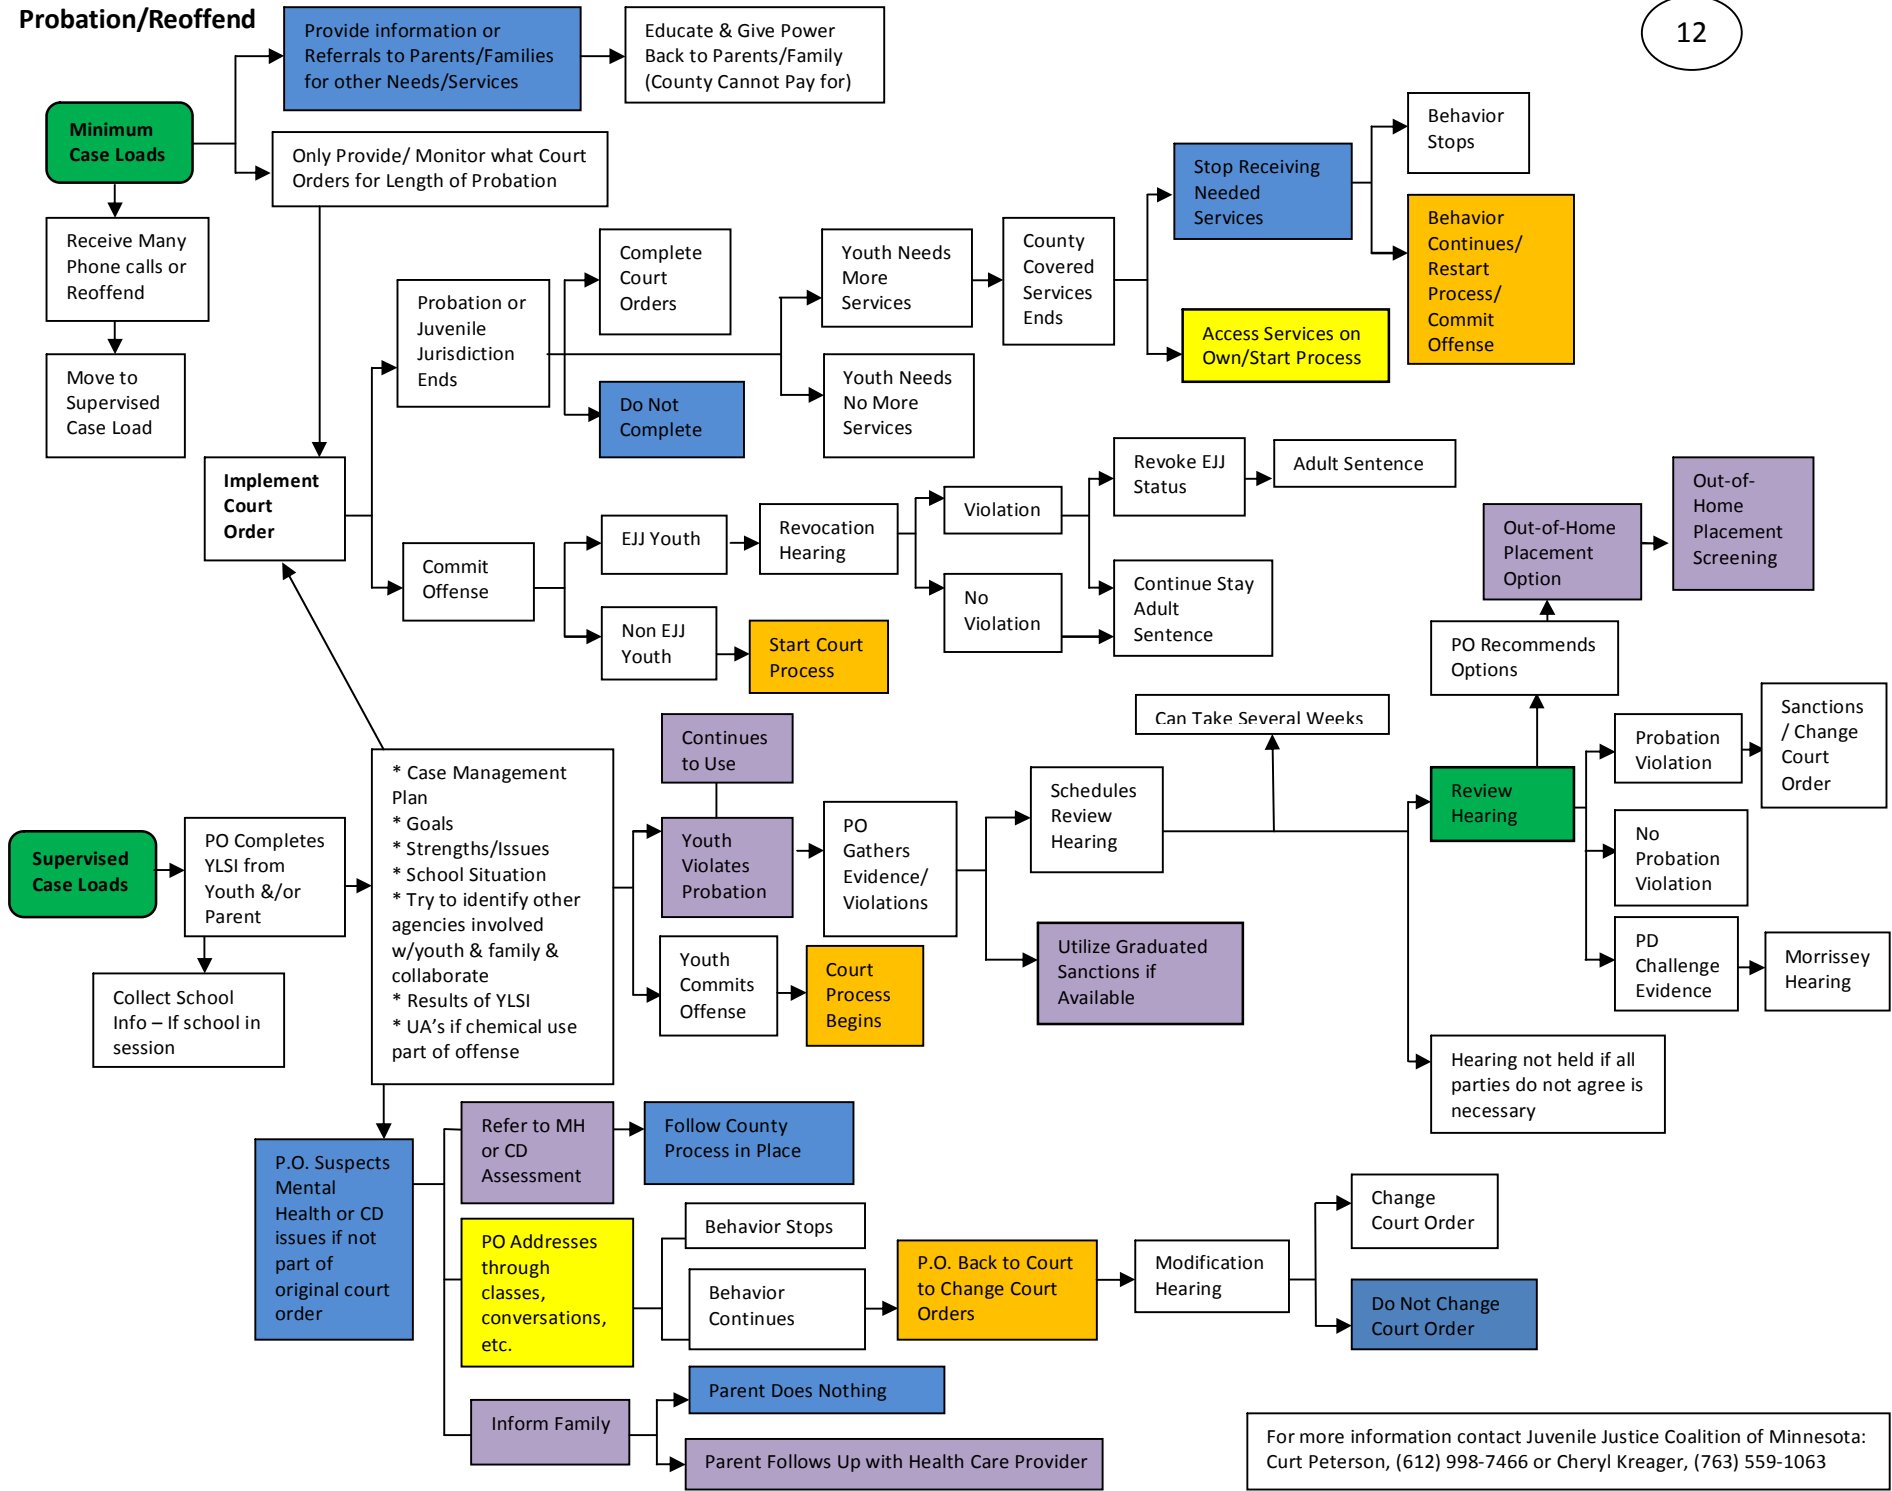 Probation/Reoffend
12
Provide information or
Referrals to Parents/Families
for other Needs/Services
Educate & Give Power
Back to Parents/Family
(County Cannot Pay for)
Minimum
Case Loads
Only Provide/ Monitor what Court
Orders for Length of Probation
Receive Many
Phone calls or
Reoffend
Move to
Supervised
Case Load
Implement
Court
Order
Probation or
Juvenile
Jurisdiction
Ends
Complete
Court
Orders
Do Not
Complete
Youth Needs
More
Services
Youth Needs
No More
Services
County
Covered
Services
Ends
Stop Receiving
Needed
Services
Access Services on
Own/Start Process
Behavior
Stops
Behavior
Continues/
Restart
Process/
Commit
Offense
Commit
Offense
EJJ Youth
Non EJJ
Youth
Start Court
Process
Revocation
Hearing
Violation
No
Violation
Revoke EJJ
Status
Adult Sentence
Continue Stay
Adult
Sentence
Out-of-Home
Placement
Option
Out-of-
Home
Placement
Screening
PO Recommends
Options
Supervised
Case Loads
PO Completes
YLSI from
Youth &/or
Parent
Collect School
Info – If school in
session
* Case Management
Plan
* Goals
* Strengths/Issues
* School Situation
* Try to identify other
agencies involved
w/youth & family &
collaborate
* Results of YLSI
* UA's if chemical use
part of offense
Continues
to Use
Youth
Violates
Probation
Youth
Commits
Offense
Court
Process
Begins
PO
Gathers
Evidence/
Violations
Schedules
Review
Hearing
Utilize Graduated
Sanctions if
Available
Can Take Several Weeks
Review
Hearing
Probation
Violation
Sanctions
/ Change
Court
Order
No
Probation
Violation
PD
Challenge
Evidence
Morrissey
Hearing
Hearing not held if all
parties do not agree is
necessary
P.O. Suspects
Mental
Health or CD
issues if not
part of
original court
order
Refer to MH
or CD
Assessment
Follow County
Process in Place
PO Addresses
through
classes,
conversations,
etc.
Behavior Stops
Behavior
Continues
P.O. Back to Court
to Change Court
Orders
Modification
Hearing
Change
Court Order
Do Not Change
Court Order
Inform Family
Parent Does Nothing
Parent Follows Up with Health Care Provider
For more information contact Juvenile Justice Coalition of Minnesota:
Curt Peterson, (612) 998-7466 or Cheryl Kreager, (763) 559-1063